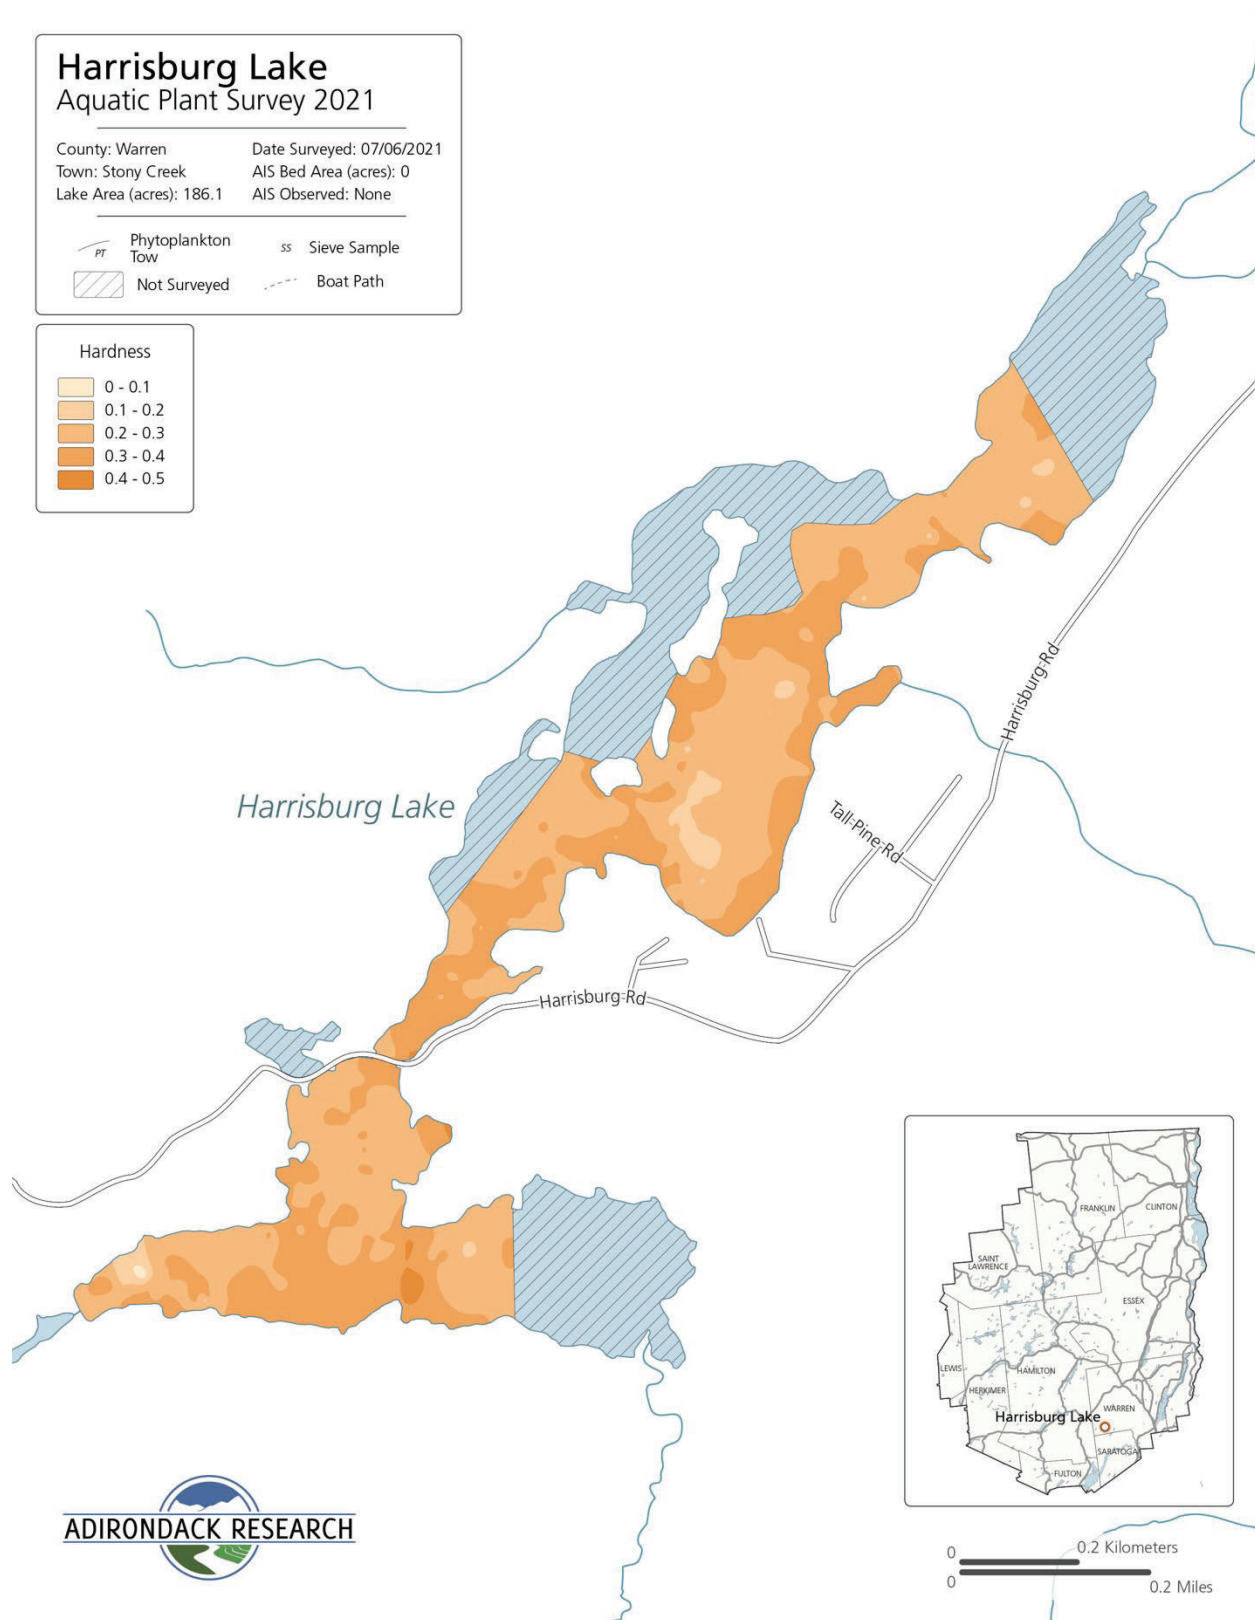 Harrisburg Lake
Aquatic Plant Survey 2021
County: Warren
Date Surveyed: 07/06/2021
Town: Stony Creek
AIS Bed Area (acres): 0
Lake Area (acres): 186.1
AIS Observed: None
PT
Phytoplankton
Tow
SS
Sieve Sample
Not Surveyed
Boat Path
Hardness
0 - 0.1
0.1 - 0.2
0.2 - 0.3
0.3 - 0.4
0.4 - 0.5
Harrisburg Rd
Harrisburg Lake
Tall Pine Rd
Harrisburg Rd
FRANKLIN
CLINTON
SAINT
LAWRENCE
ESSEX
LEWIS
HAMILTON
HERKIMER
WARREN
Harrisburg Lake
SARATOGA
FULTON
ADIRONDACK RESEARCH
0
0.2 Kilometers
0
0.2 Miles